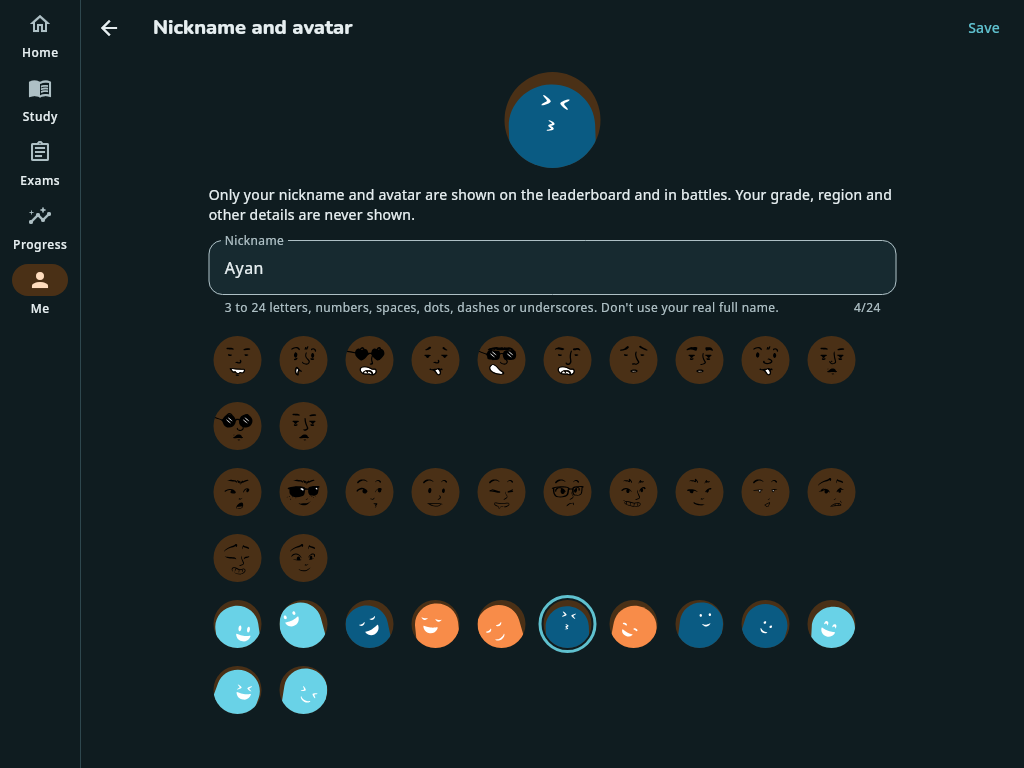 Nickname and avatar
Save
Home
Study
Exams
Progress
Me
Only your nickname and avatar are shown on the leaderboard and in battles. Your grade, region and
other details are never shown.
Nickname
Ayan
3 to 24 letters, numbers, spaces, dots, dashes or underscores. Don't use your real full name.
4/24